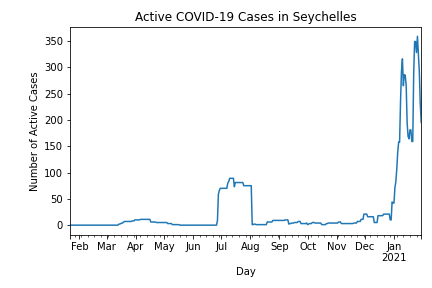 Active COVID-19 Cases in Seychelles
Number of Active Cases
350
300
250
200
150
100
50
0
Feb Mar Apr May Jun Jul Aug Sep Oct Nov Dec Jan
2021
Day